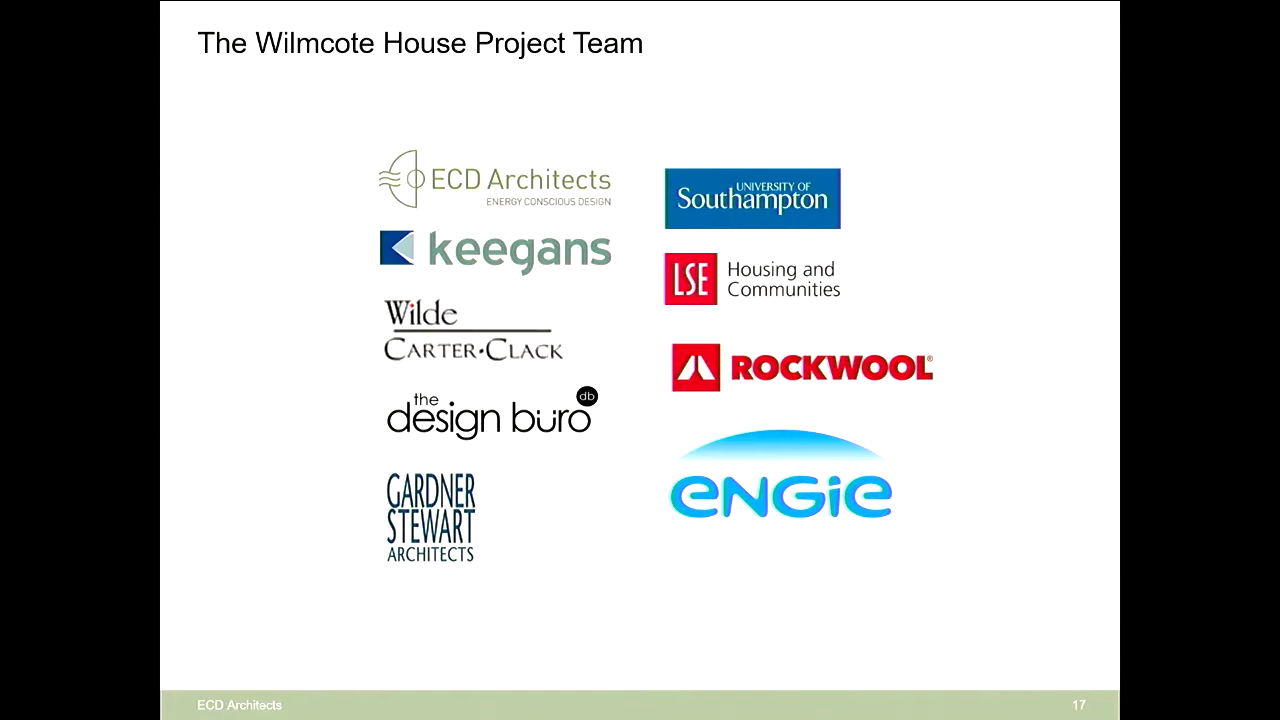 The Wilmcote House Project Team
ECD Architects
ENERGY CONSCIOUS DESIGN
keegans
Wilde
CARTER·CLACK
the
design büro
db
GARDNER
STEWART
ARCHITECTS
UNIVERSITY OF
Southampton
LSE
Housing and
Communities
ROCKWOOL®
ENGiE
ECD Architects
17